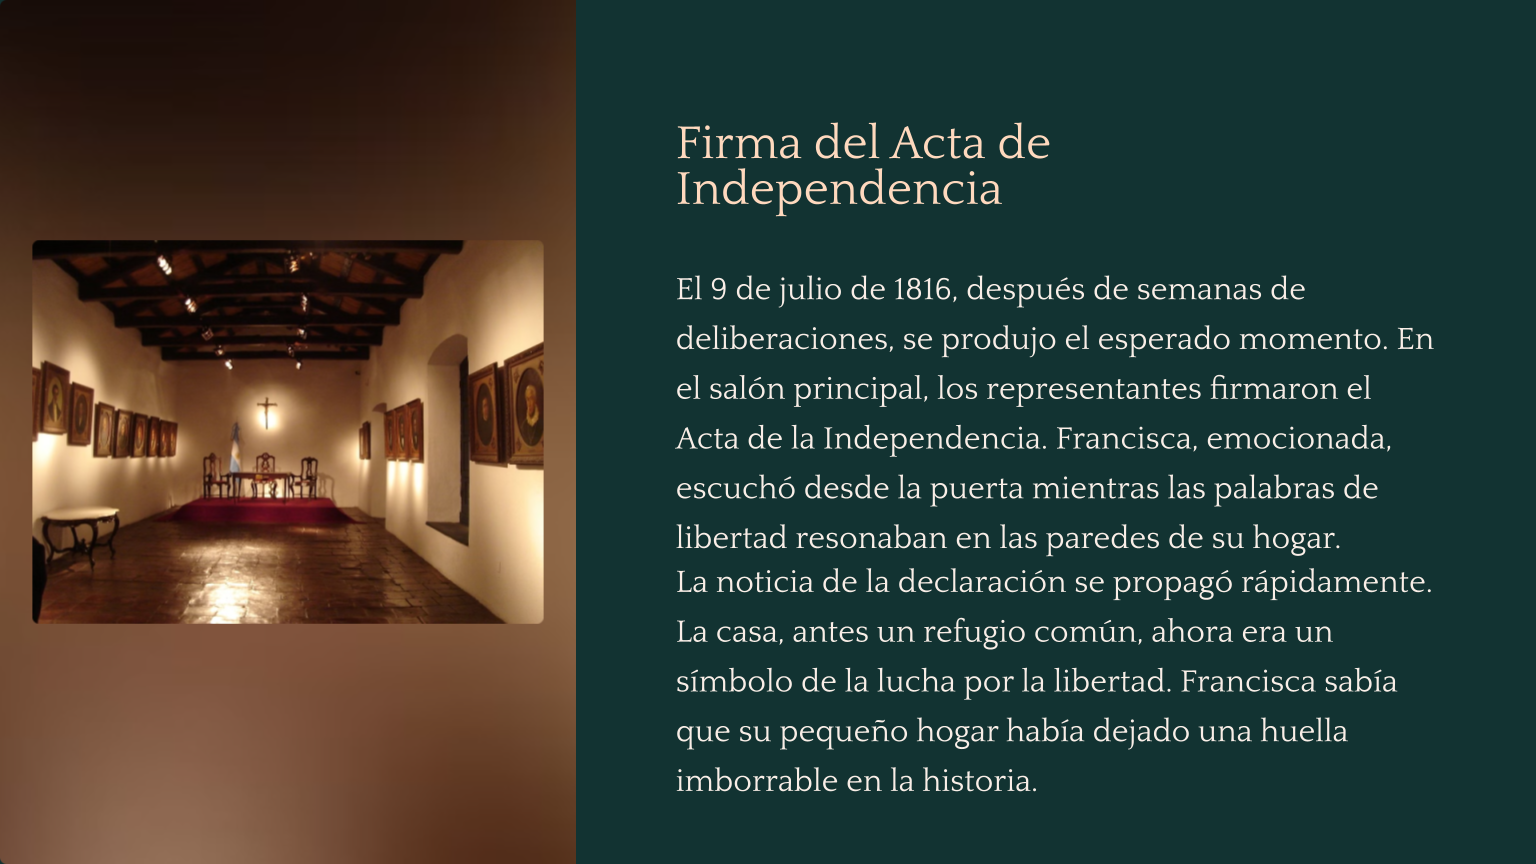 Firma del Acta de
Independencia
El 9 de julio de 1816, después de semanas de
deliberaciones, se produjo el esperado momento. En
el salón principal, los representantes firmaron el
Acta de la Independencia. Francisca, emocionada,
escuchó desde la puerta mientras las palabras de
libertad resonaban en las paredes de su hogar.
La noticia de la declaración se propagó rápidamente.
La casa, antes un refugio común, ahora era un
símbolo de la lucha por la libertad. Francisca sabía
que su pequeño hogar había dejado una huella
imborrable en la historia.